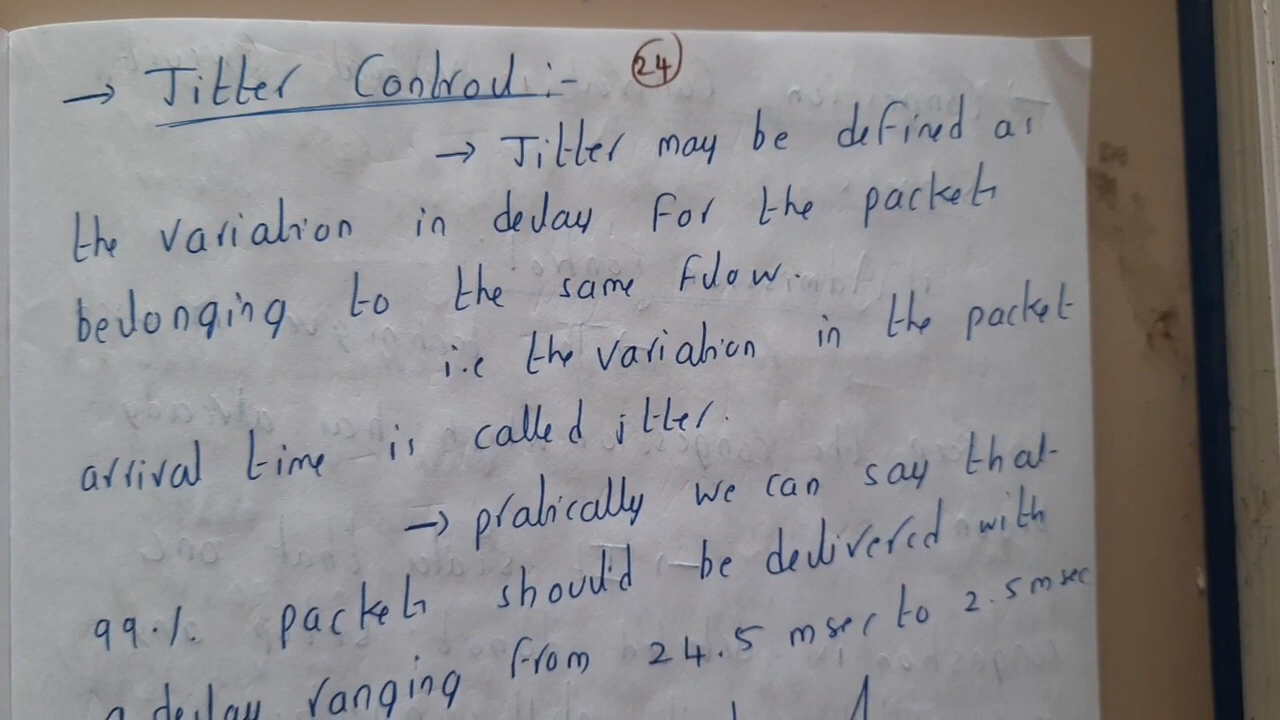 → Jitter Control :- 24
→ Jitter may be defined as
the variation in delay for the packets
belonging to the same flow.
i.e the variation in the packet
arrival time is called jitter.
→ pratically we can say that
99.%. packets should be delivered with
a delay ranging from 24.5 msec to 2.5 msec